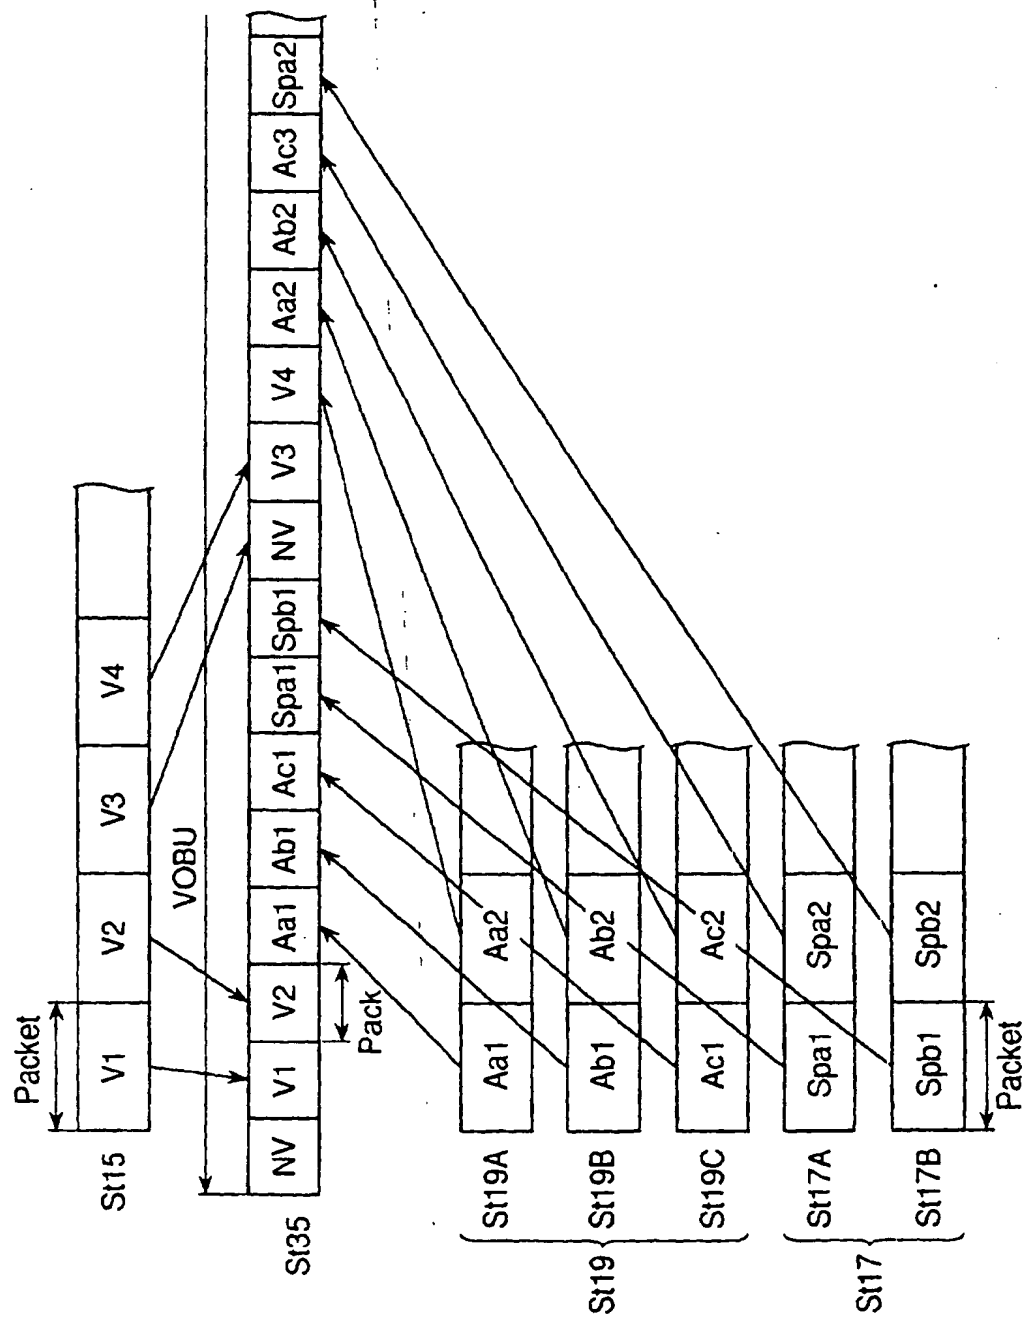 Packet
St15
V1
V2
V3
V4
VOBU
St35
NV
V1
V2
Aa1
Ab1
Ac1
Spa1
Spb1
NV
V3
V4
Aa2
Ab2
Ac3
Spa2
Pack
St19
St19A
Aa1
Aa2
St19B
Ab1
Ab2
St19C
Ac1
Ac2
St17
St17A
Spa1
Spa2
St17B
Spb1
Spb2
Packet